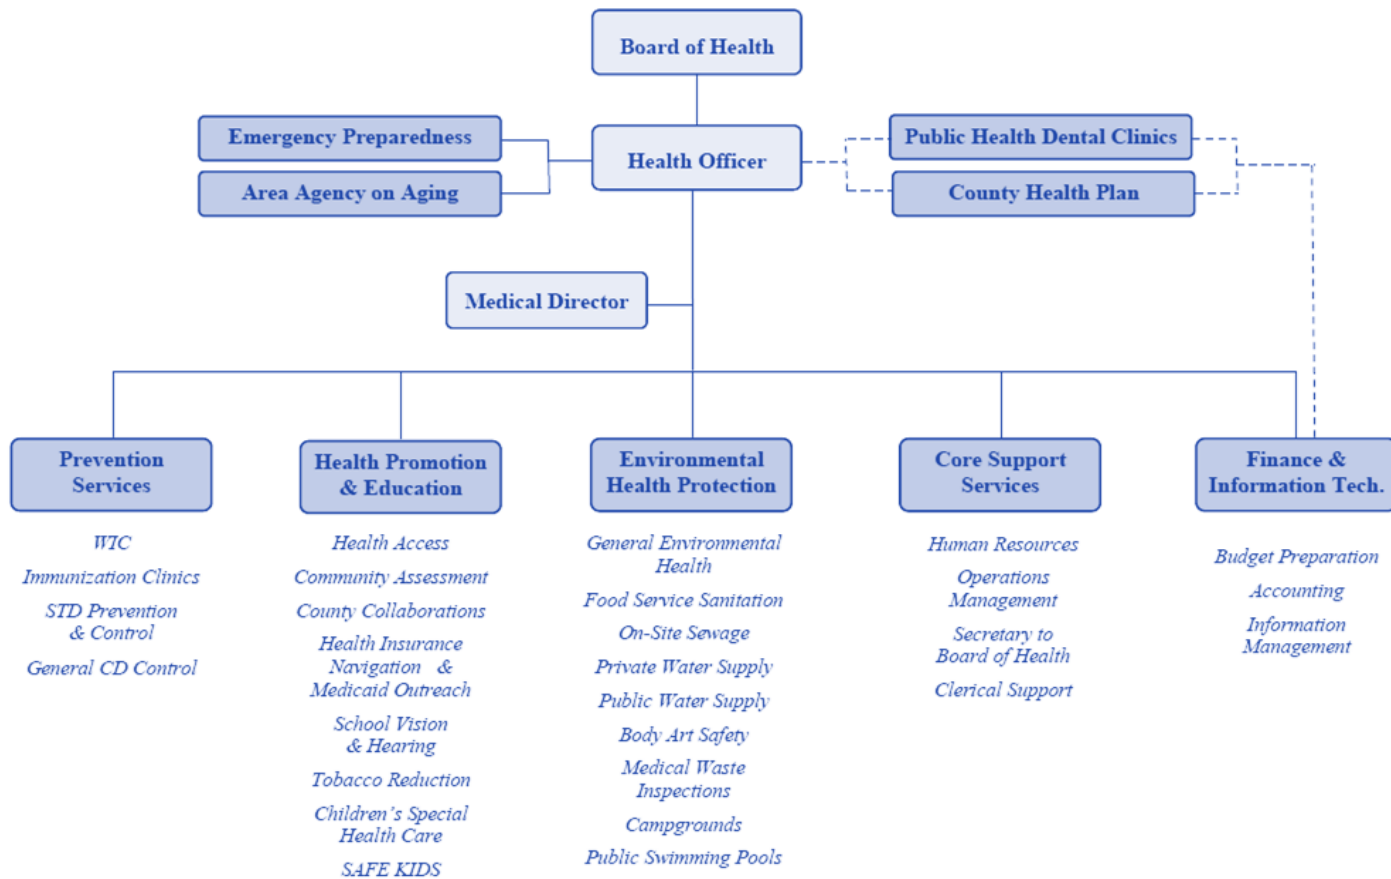 Board of Health
Emergency Preparedness
Area Agency on Aging
Health Officer
Public Health Dental Clinics
County Health Plan
Medical Director
Prevention
Services
WIC
Immunization Clinics
STD Prevention
& Control
General CD Control
Health Promotion
& Education
Health Access
Community Assessment
County Collaborations
Health Insurance
Navigation &
Medicaid Outreach
School Vision
& Hearing
Tobacco Reduction
Children's Special
Health Care
SAFE KIDS
Environmental
Health Protection
General Environmental
Health
Food Service Sanitation
On-Site Sewage
Private Water Supply
Public Water Supply
Body Art Safety
Medical Waste
Inspections
Campgrounds
Public Swimming Pools
Core Support
Services
Human Resources
Operations
Management
Secretary to
Board of Health
Clerical Support
Finance &
Information Tech.
Budget Preparation
Accounting
Information
Management